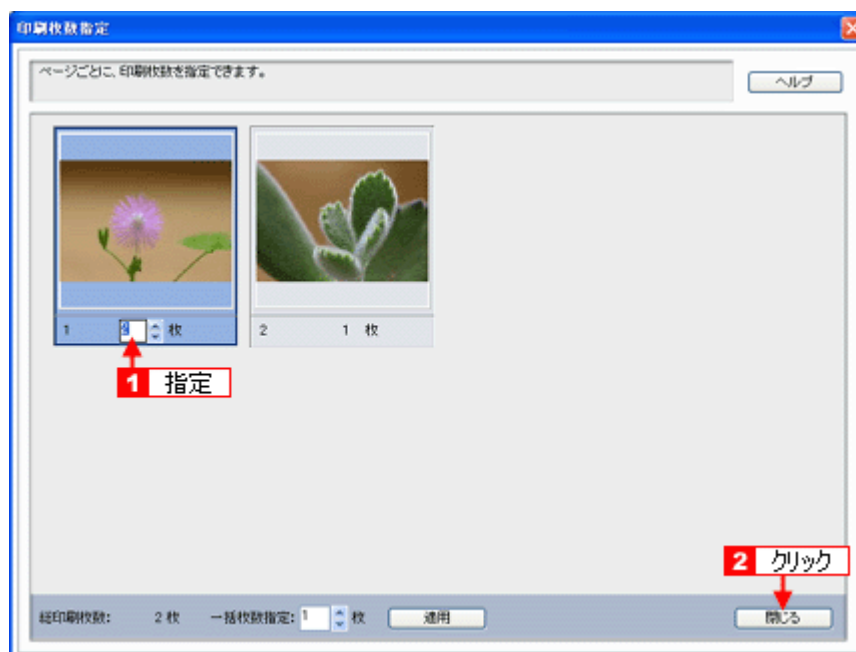 印刷枚数指定
ページごとに、印刷枚数を指定できます。
ヘルプ
1 2 枚
2 1 枚
1 指定
2 クリック
総印刷枚数: 2 枚 一括枚数指定: 1 枚 適用 閉じる